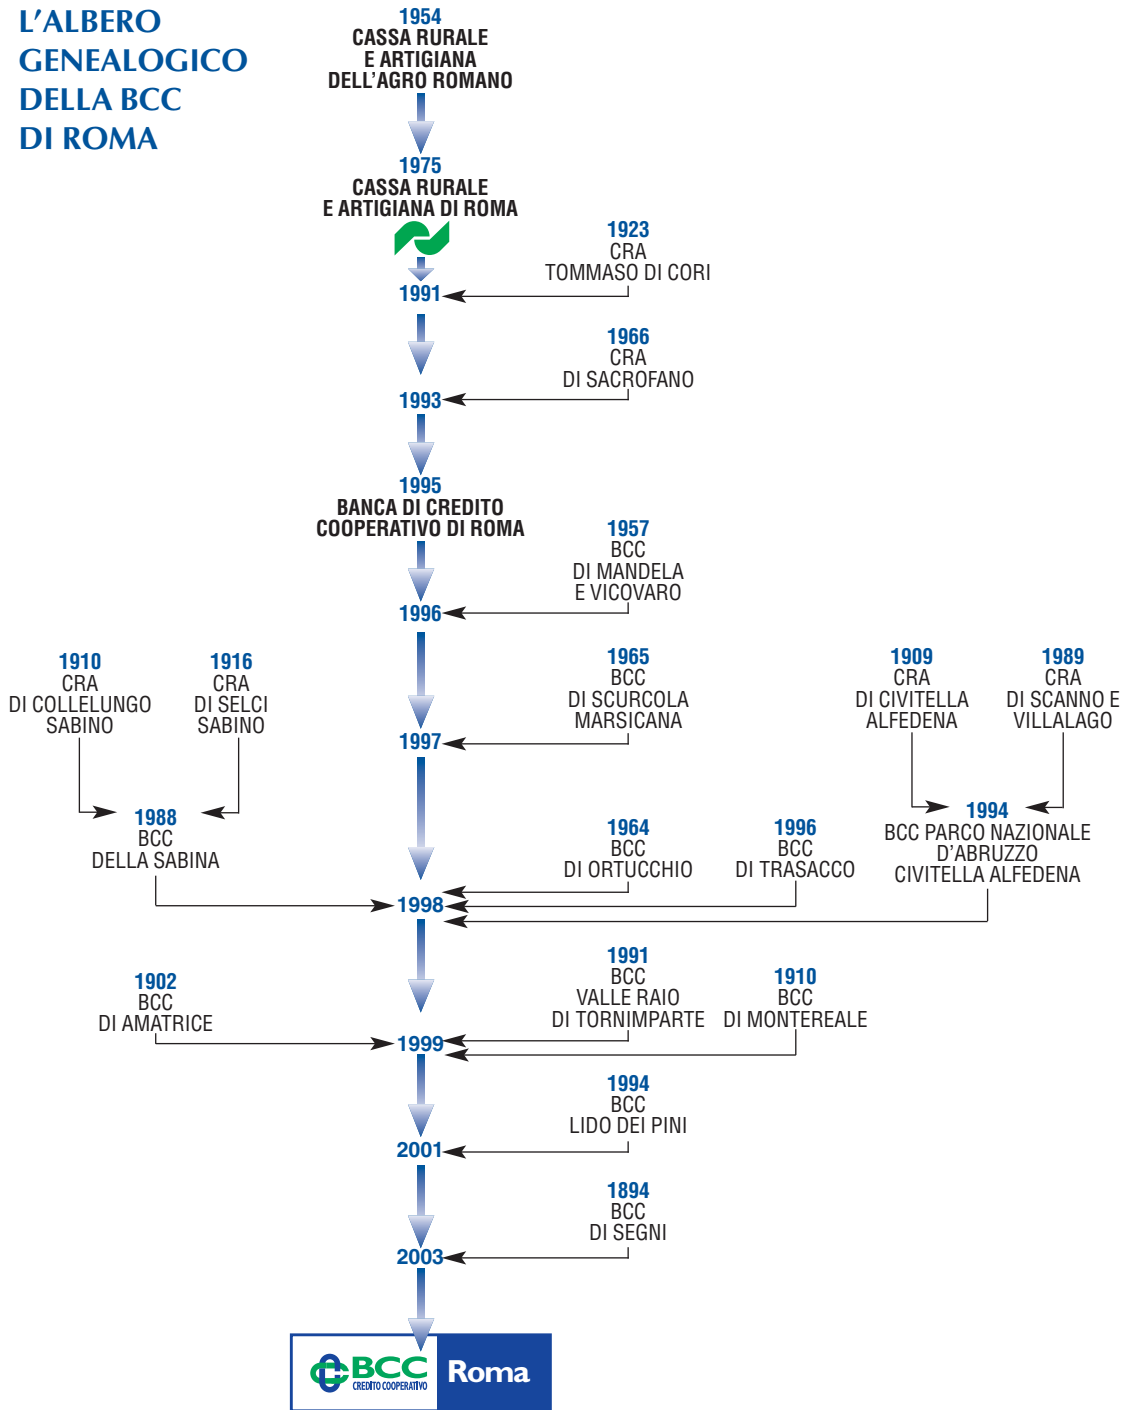 L'ALBERO
GENEALOGICO
DELLA BCC
DI ROMA
1954
CASSA RURALE
E ARTIGIANA
DELL'AGRO ROMANO
1975
CASSA RURALE
E ARTIGIANA DI ROMA
1923
CRA
TOMMASO DI CORI
1991
1966
CRA
DI SACROFANO
1993
1995
BANCA DI CREDITO
COOPERATIVO DI ROMA
1957
BCC
DI MANDELA
E VICOVARO
1996
1910
CRA
DI COLLELUNGO
SABINO
1916
CRA
DI SELCI
SABINO
1965
BCC
DI SCURCOLA
MARSICANA
1909
CRA
DI CIVITELLA
ALFEDENA
1989
CRA
DI SCANNO E
VILLALAGO
1997
1988
BCC
DELLA SABINA
1964
BCC
DI ORTUCCHIO
1996
BCC
DI TRASACCO
1994
BCC PARCO NAZIONALE
D'ABRUZZO
CIVITELLA ALFEDENA
1998
1902
BCC
DI AMATRICE
1991
BCC
VALLE RAIO
DI TORNIMPARTE
1910
BCC
DI MONTEREALE
1999
1994
BCC
LIDO DEI PINI
2001
1894
BCC
DI SEGNI
2003
BCC
CREDITO COOPERATIVO
Roma